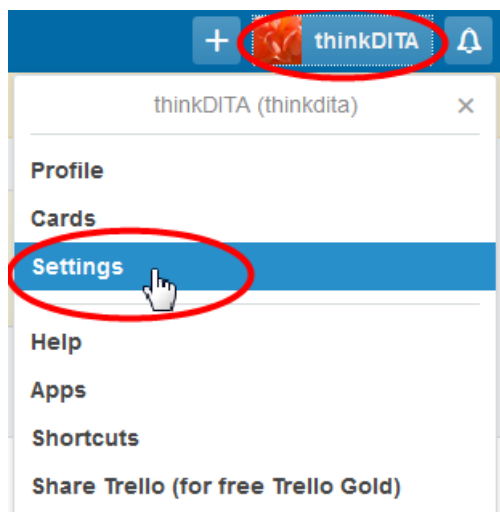 thinkDITA
thinkDITA (thinkdita)
Profile
Cards
Settings
Help
Apps
Shortcuts
Share Trello (for free Trello Gold)